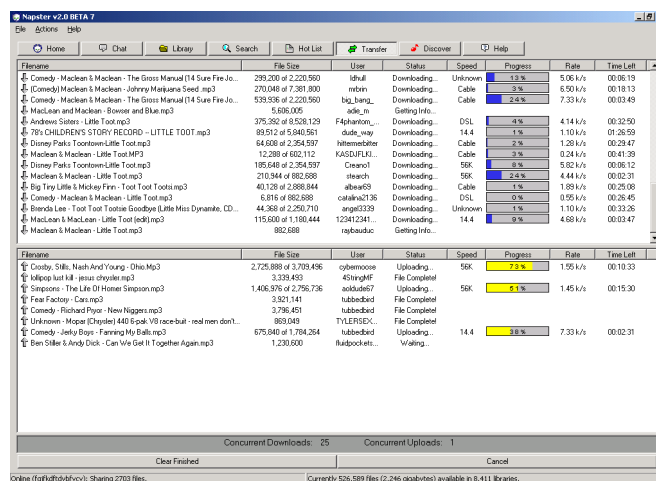 Napster v2.0 BETA 7
File Actions Help
Home Chat Library Search Hot List Transfer Discover Help
Filename File Size User Status Speed Progress Rate Time Left
Comedy - Maclean & Maclean - The Gross Manual (14 Sure Fire Jo... 299,200 of 2,220,560 ldhull Downloading... Unknown 13 % 5.06 k/s 00:06:19
(Comedy) Maclean & Maclean - Johnny Marijuana Seed .mp3 270,048 of 7,381,800 mrbrin Downloading... Cable 3 % 6.50 k/s 00:18:13
Comedy - Maclean & Maclean - The Gross Manual (14 Sure Fire Jo... 539,936 of 2,220,560 big_bang_ Downloading... Cable 24 % 7.33 k/s 00:03:49
MacLean and Maclean - Bowser and Blue.mp3 5,606,005 adie_m Getting Info...
Andrews Sisters - Little Toot.mp3 375,392 of 8,528,129 F4phantom_... Downloading... DSL 4 % 4.14 k/s 00:32:50
78's CHILDREN'S STORY RECORD -- LITTLE TOOT.mp3 89,512 of 5,840,561 dude_way Downloading... 14.4 1 % 1.10 k/s 01:26:59
Disney Parks Toontown-Little Toot.mp3 64,608 of 2,354,597 hittermerbitter Downloading... Cable 2 % 1.28 k/s 00:29:47
Maclean & Maclean - Little Toot.MP3 12,288 of 602,112 KASDJFLKI... Downloading... Cable 3 % 0.24 k/s 00:41:39
Disney Parks Toontown-Little Toot.mp3 185,648 of 2,354,597 Creano1 Downloading... 56K 8 % 5.82 k/s 00:06:12
Maclean & Maclean - Little Toot.mp3 210,944 of 882,688 stearch Downloading... 56K 24 % 4.44 k/s 00:02:31
Big Tiny Little & Mickey Finn - Toot Toot Tootsi.mp3 40,128 of 2,888,844 albear69 Downloading... Cable 1 % 1.89 k/s 00:25:08
Comedy - Maclean & Maclean - Little Toot.mp3 6,816 of 882,688 catalina2136 Downloading... DSL 0 % 0.55 k/s 00:26:45
Brenda Lee - Toot Toot Tootsie Goodbye (Little Miss Dynamite, CD... 44,368 of 2,250,710 angel3339 Downloading... Unknown 1 % 1.10 k/s 00:33:26
MacLean & MacLean - Little Toot (edit).mp3 115,600 of 1,180,444 123412341... Downloading... 14.4 9 % 4.68 k/s 00:03:47
Maclean & Maclean - Little Toot.mp3 882,688 raybauduc Getting Info...
Filename File Size User Status Speed Progress Rate Time Left
Crosby, Stills, Nash And Young - Ohio.Mp3 2,725,888 of 3,709,496 cybermoose Uploading... 56K 73 % 1.55 k/s 00:10:33
lollipop lust kill - jesus chrysler.mp3 3,339,493 4StringMF File Complete!
Simpsons - The Life Of Homer Simpson.mp3 1,406,976 of 2,756,736 aoldude67 Uploading... 56K 51 % 1.45 k/s 00:15:30
Fear Factory - Cars.mp3 3,921,141 tubbedbird File Complete!
Comedy - Richard Pryor - New Niggers.mp3 3,796,451 tubbedbird File Complete!
Unknown - Mopar (Chrysler) 440 6-pak V8 race-buit - real men don't... 869,049 TYLERSEX... File Complete!
Comedy - Jerky Boys - Fanning My Balls.mp3 675,840 of 1,784,264 tubbedbird Uploading... 14.4 38 % 7.33 k/s 00:02:31
Ben Stiller & Andy Dick - Can We Get It Together Again.mp3 1,230,600 fluidpockets... Waiting...
Concurrent Downloads: 25 Concurrent Uploads: 1
Clear Finished Cancel
Online (fqifkdftdybfycy): Sharing 2703 files. Currently 526,589 files (2,246 gigabytes) available in 8,411 libraries.